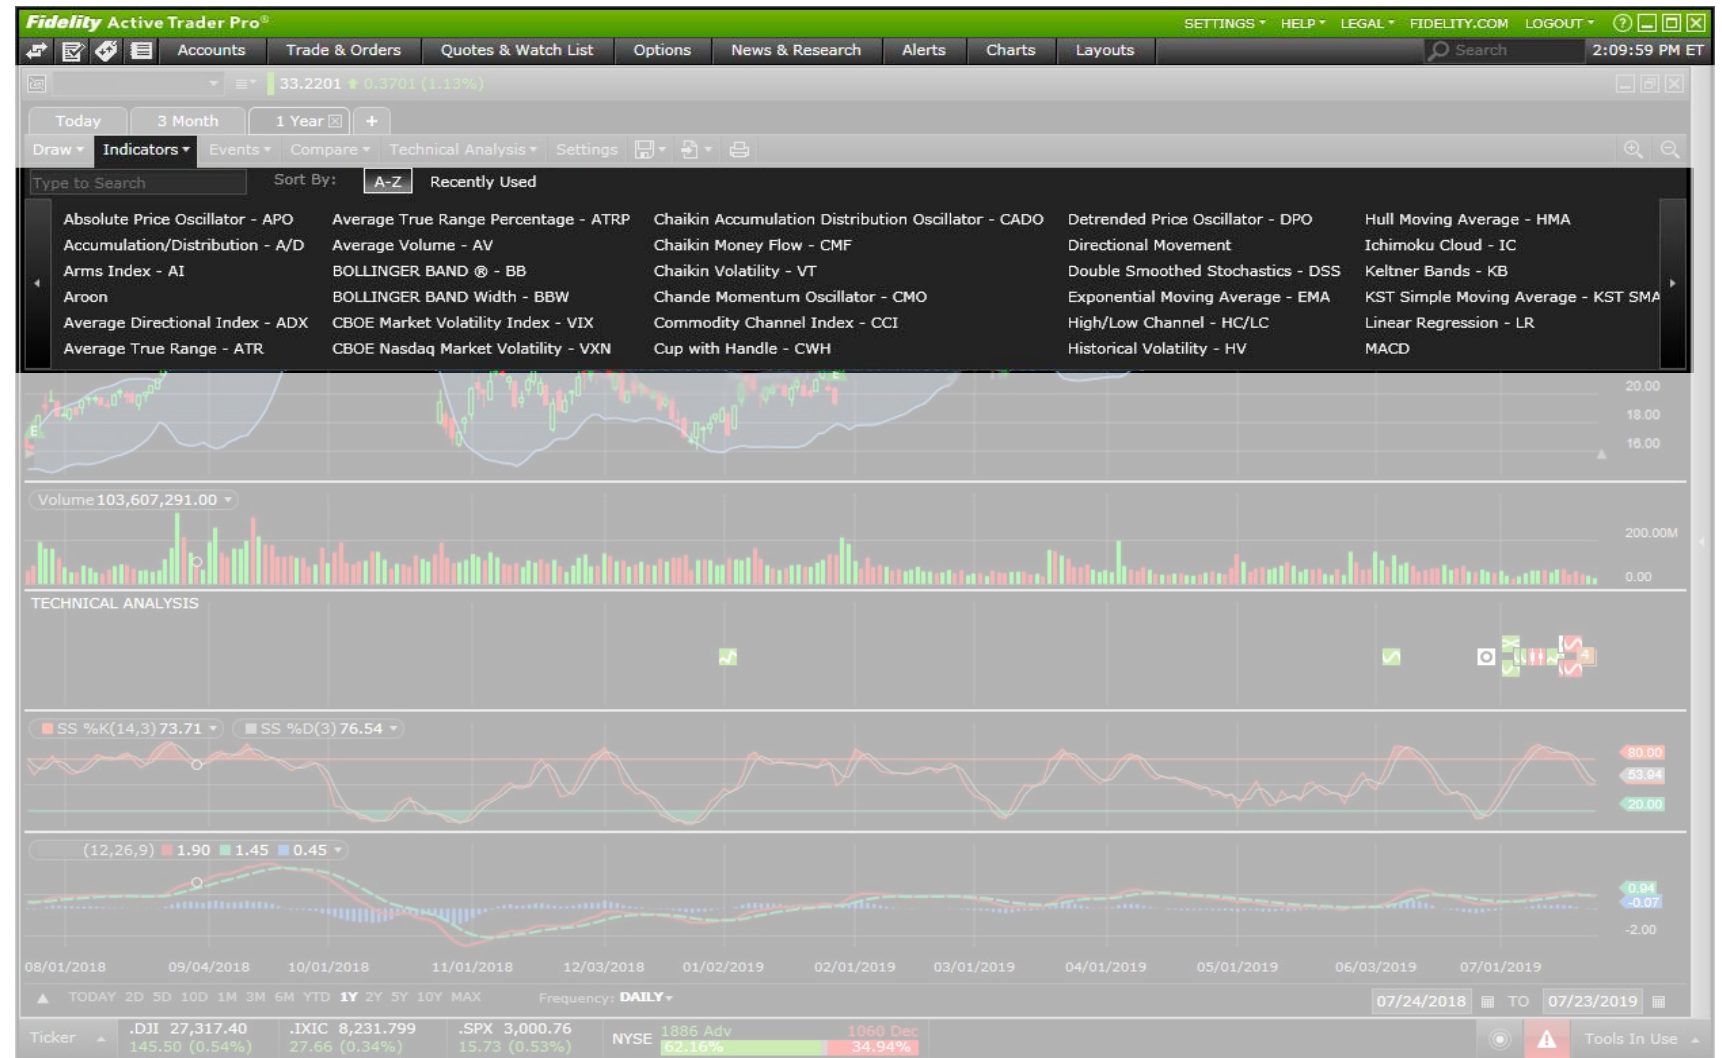 Fidelity Active Trader Pro® SETTINGS HELP LEGAL FIDELITY.COM LOGOUT ?
Accounts Trade & Orders Quotes & Watch List Options News & Research Alerts Charts Layouts Search 2:09:59 PM ET
33.2201 0.3701 (1.13%)
Today 3 Month 1 Year +
Draw Indicators Events Compare Technical Analysis Settings
Type to Search Sort By: A-Z Recently Used
Absolute Price Oscillator - APO Average True Range Percentage - ATRP Chaikin Accumulation Distribution Oscillator - CADO Detrended Price Oscillator - DPO Hull Moving Average - HMA
Accumulation/Distribution - A/D Average Volume - AV Chaikin Money Flow - CMF Directional Movement Ichimoku Cloud - IC
Arms Index - AI BOLLINGER BAND ® - BB Chaikin Volatility - VT Double Smoothed Stochastics - DSS Keltner Bands - KB
Aroon BOLLINGER BAND Width - BBW Chande Momentum Oscillator - CMO Exponential Moving Average - EMA KST Simple Moving Average - KST SMA
Average Directional Index - ADX CBOE Market Volatility Index - VIX Commodity Channel Index - CCI High/Low Channel - HC/LC Linear Regression - LR
Average True Range - ATR CBOE Nasdaq Market Volatility - VXN Cup with Handle - CWH Historical Volatility - HV MACD
20.00
18.00
E
16.00
Volume 103,607,291.00
200.00M
0.00
TECHNICAL ANALYSIS
4
SS %K(14,3) 73.71 SS %D(3) 76.54
80.00
53.94
20.00
(12,26,9) 1.90 1.45 0.45
0.94
-0.07
-2.00
08/01/2018 09/04/2018 10/01/2018 11/01/2018 12/03/2018 01/02/2019 02/01/2019 03/01/2019 04/01/2019 05/01/2019 06/03/2019 07/01/2019
TODAY 2D 5D 10D 1M 3M 6M YTD 1Y 2Y 5Y 10Y MAX Frequency: DAILY 07/24/2018 TO 07/23/2019
Ticker .DJI 27,317.40 .IXIC 8,231.799 .SPX 3,000.76 NYSE 1886 Adv 1060 Dec Tools In Use
145.50 (0.54%) 27.66 (0.34%) 15.73 (0.53%) 62.16% 34.94%